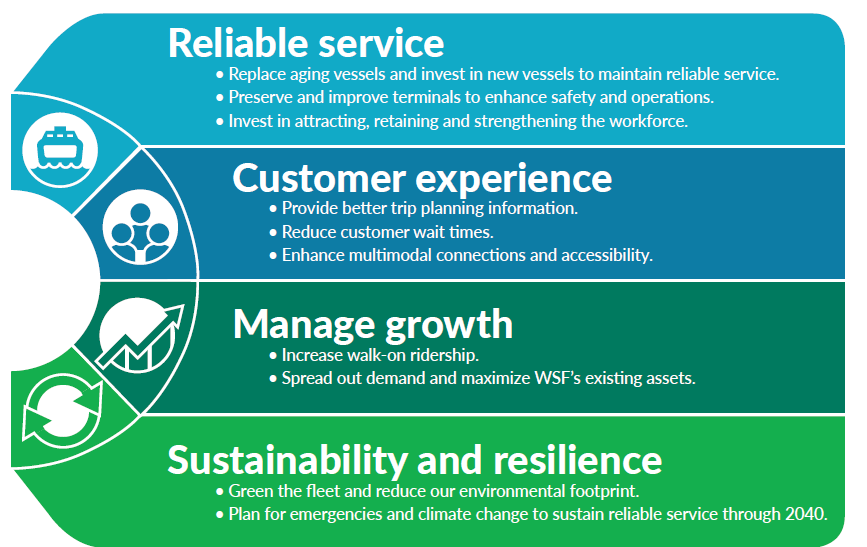 Reliable service
• Replace aging vessels and invest in new vessels to maintain reliable service.
• Preserve and improve terminals to enhance safety and operations.
• Invest in attracting, retaining and strengthening the workforce.
Customer experience
• Provide better trip planning information.
• Reduce customer wait times.
• Enhance multimodal connections and accessibility.
Manage growth
• Increase walk-on ridership.
• Spread out demand and maximize WSF's existing assets.
Sustainability and resilience
• Green the fleet and reduce our environmental footprint.
• Plan for emergencies and climate change to sustain reliable service through 2040.